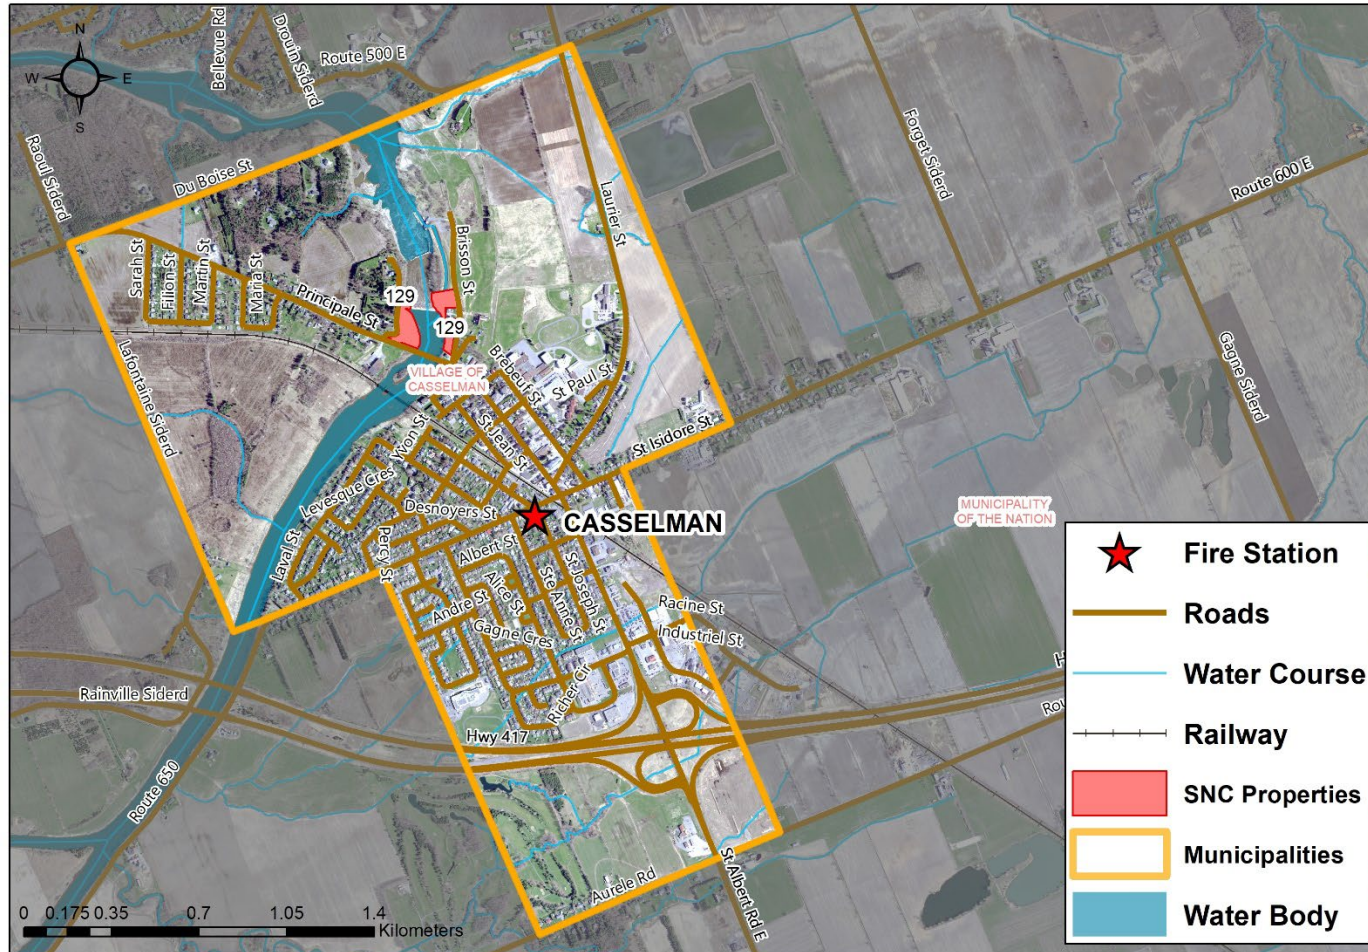 N
W
E
S
Bellevue Rd
Drouin Siderd
Route 500 E
Raoul Siderd
Du Boise St
Forget Siderd
Route 600 E
Laurier St
Brisson St
Sarah St
Filion St
Martin St
Maria St
Principale St
129
129
Gagne Siderd
Lafontaine Siderd
VILLAGE OF
CASSELMAN
Brebeuf St
St Paul St
St Jean St
St Isidore St
Yvon St
Levesque Cres
Desnoyers St
CASSELMAN
MUNICIPALITY
OF THE NATION
Laval St
Percy St
Albert St
Alice St
Ste Anne St
St Joseph St
Andre St
Gagne Cres
Racine St
Industriel St
Richer Cir
Rainville Siderd
Hwy 417
H
Rou
Route 650
Aurele Rd
St Albert Rd E
Fire Station
Roads
Water Course
Railway
SNC Properties
Municipalities
Water Body
0 0.175 0.35 0.7 1.05 1.4
Kilometers